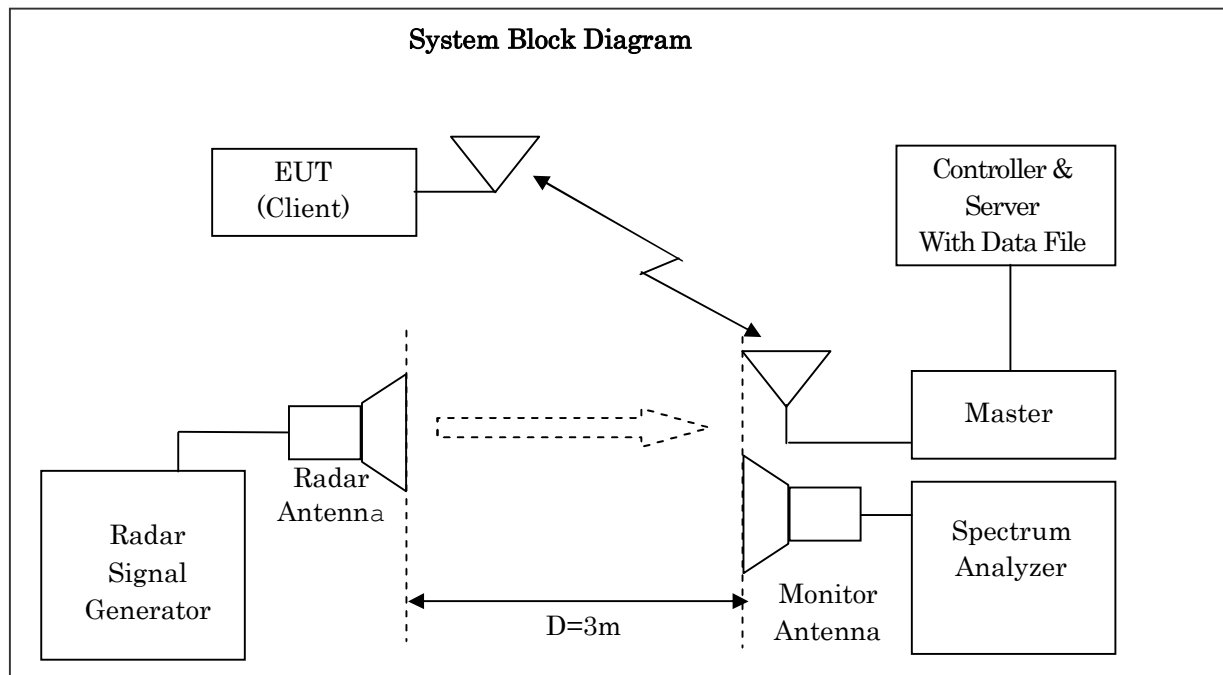 System Block Diagram
EUT
(Client)
Controller &
Server
With Data File
Master
Radar
Antenna
Radar
Signal
Generator
Spectrum
Analyzer
Monitor
Antenna
D=3m